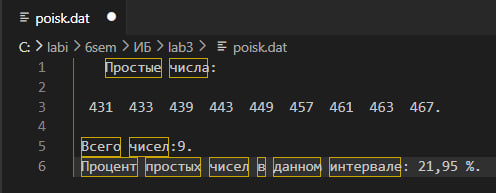 poisk.dat
C: > labi > 6sem > ИБ > lab3 > poisk.dat
1 Простые числа:
2
3 431 433 439 443 449 457 461 463 467.
4
5 Всего чисел:9.
6 Процент простых чисел в данном интервале: 21,95 %.